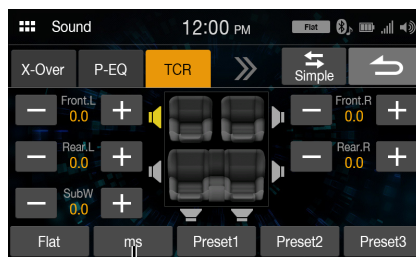 Sound 12:00 PM Flat
X-Over P-EQ TCR Simple
Front.L 0.0 Front.R 0.0
Rear.L 0.0 Rear.R 0.0
SubW 0.0
Flat ms Preset1 Preset2 Preset3